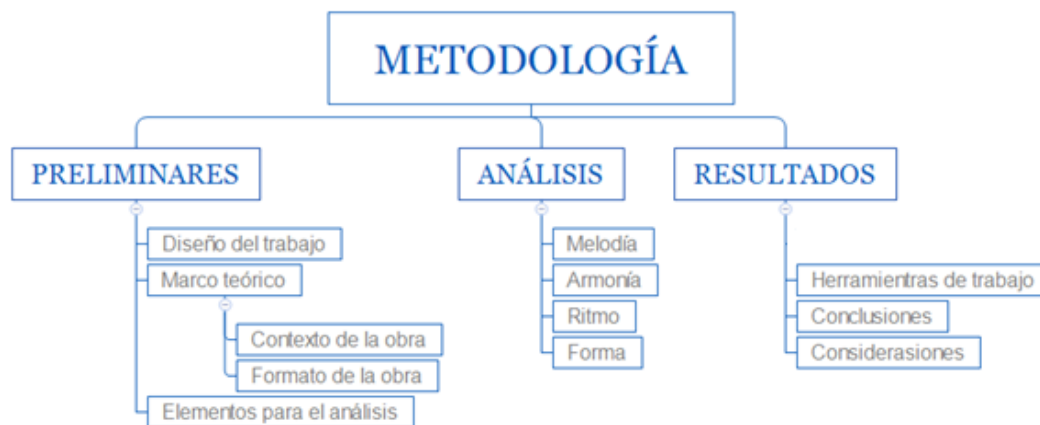 METODOLOGÍA
PRELIMINARES
Diseño del trabajo
Marco teórico
Contexto de la obra
Formato de la obra
Elementos para el análisis
ANÁLISIS
Melodía
Armonía
Ritmo
Forma
RESULTADOS
Herramientras de trabajo
Conclusiones
Considerasiones